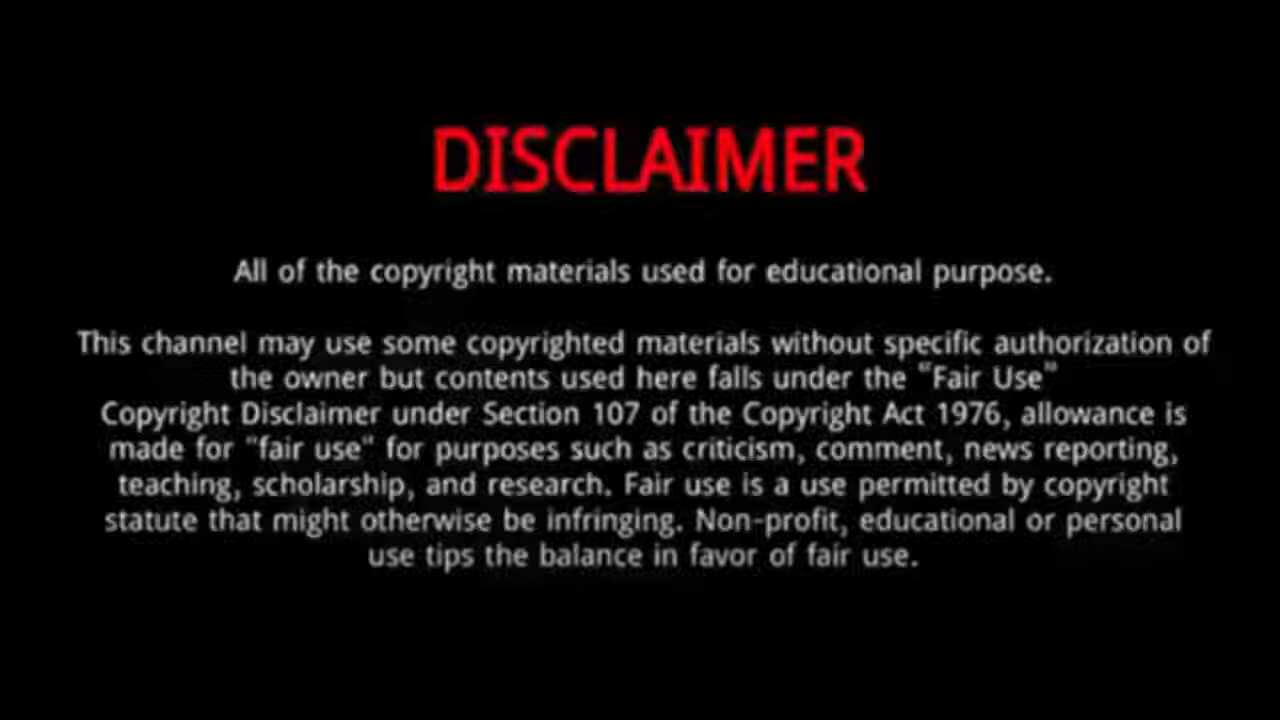 DISCLAIMER
All of the copyright materials used for educational purpose.
This channel may use some copyrighted materials without specific authorization of
the owner but contents used here falls under the “Fair Use”
Copyright Disclaimer under Section 107 of the Copyright Act 1976, allowance is
made for "fair use" for purposes such as criticism, comment, news reporting,
teaching, scholarship, and research. Fair use is a use permitted by copyright
statute that might otherwise be infringing. Non-profit, educational or personal
use tips the balance in favor of fair use.